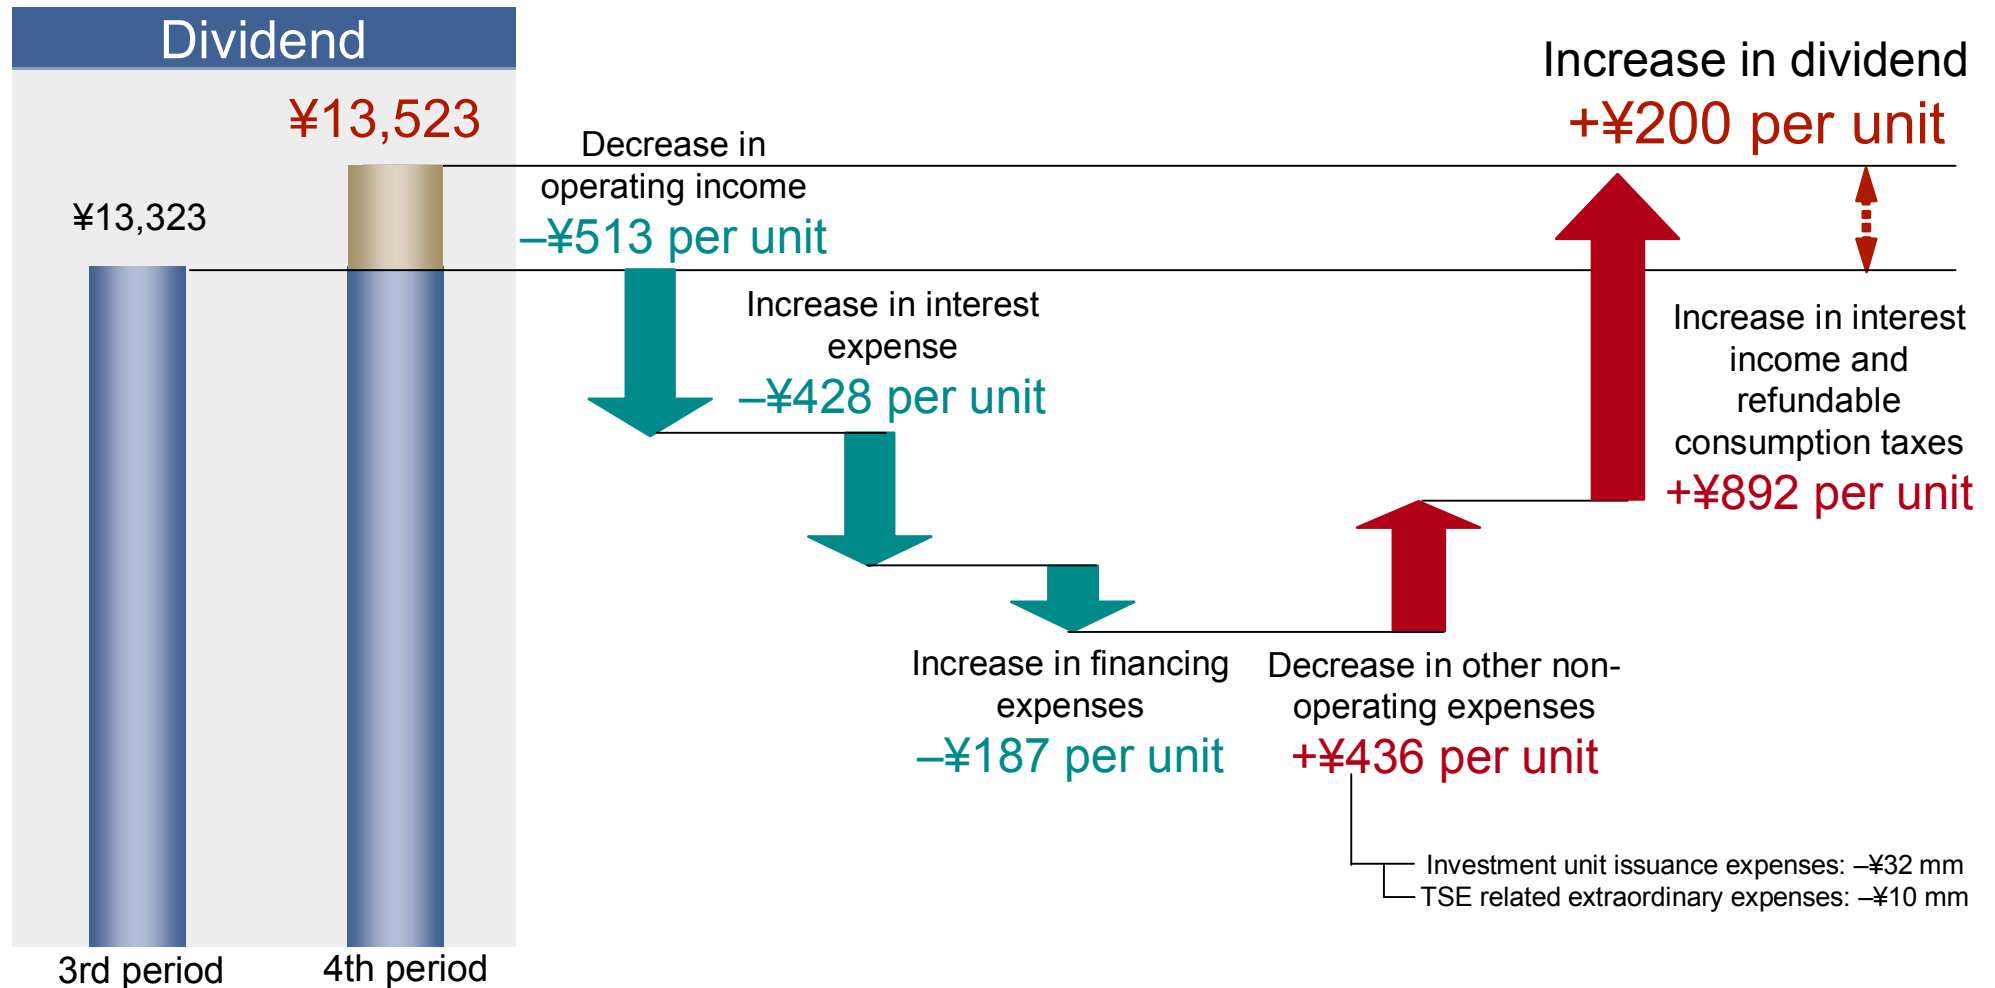 Dividend
¥13,523
¥13,323
3rd period
4th period
Decrease in
operating income
–¥513 per unit
Increase in interest
expense
–¥428 per unit
Increase in financing
expenses
–¥187 per unit
Decrease in other non-
operating expenses
+¥436 per unit
Investment unit issuance expenses: –¥32 mm
TSE related extraordinary expenses: –¥10 mm
Increase in dividend
+¥200 per unit
Increase in interest
income and
refundable
consumption taxes
+¥892 per unit